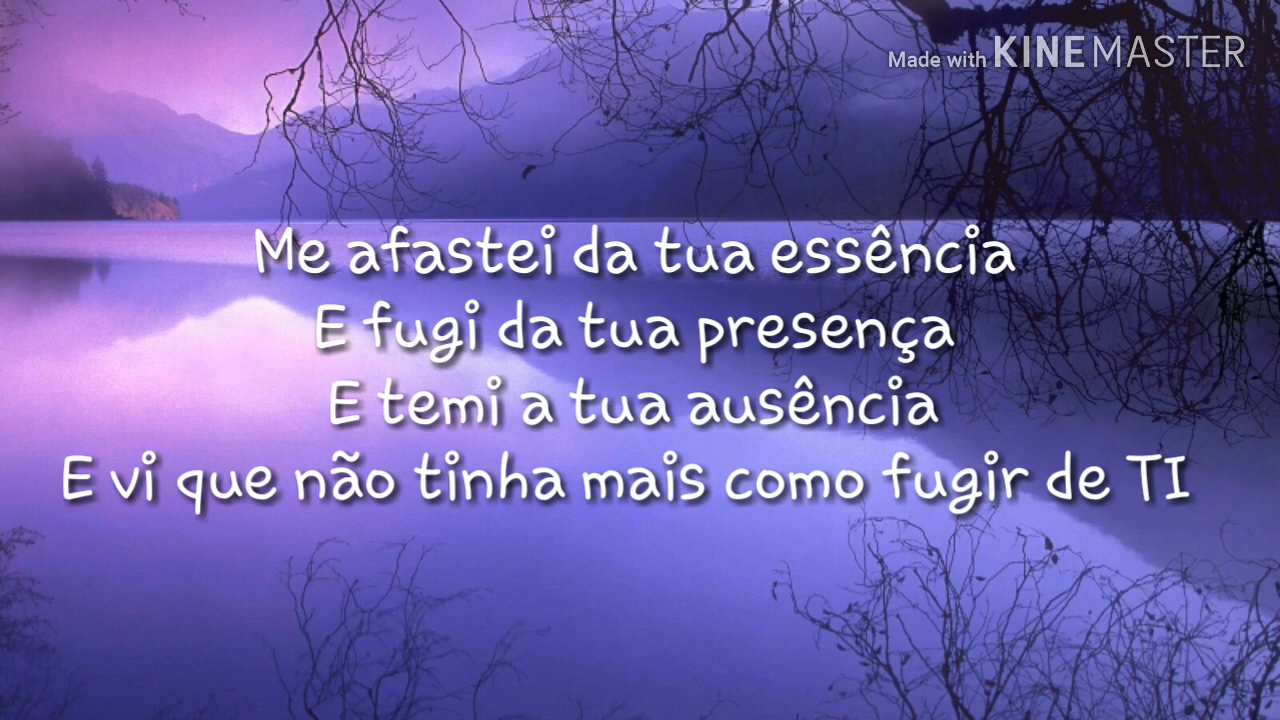 Made with KINEMASTER
Me afastei da tua essência
E fugi da tua presença
E temi a tua ausência
E vi que não tinha mais como fugir de TI